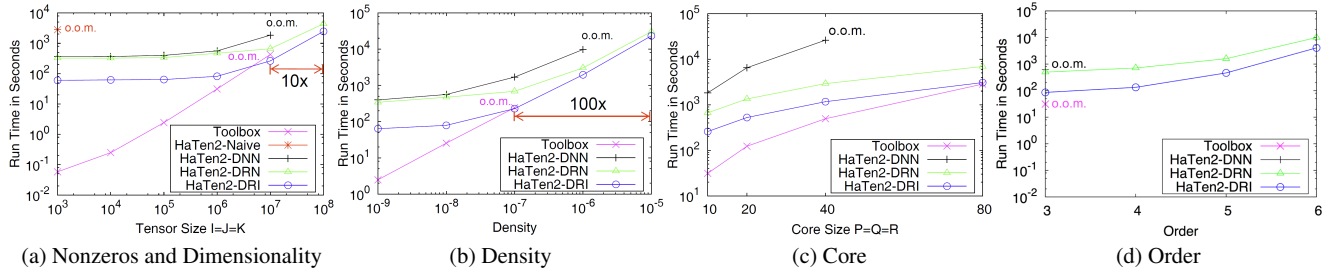 Run Time in Seconds
10^4
10^3
10^2
10^1
10^0
10^-1
10^-2
o.o.m.
o.o.m.
o.o.m.
10x
Toolbox
HaTen2-Naive
HaTen2-DNN
HaTen2-DRN
HaTen2-DRI
10^3 10^4 10^5 10^6 10^7 10^8
Tensor Size I=J=K
(a) Nonzeros and Dimensionality
Run Time in Seconds
10^5
10^4
10^3
10^2
10^1
10^0
o.o.m.
o.o.m.
100x
Toolbox
HaTen2-DNN
HaTen2-DRN
HaTen2-DRI
10^-9 10^-8 10^-7 10^-6 10^-5
Density
(b) Density
Run Time in Seconds
10^5
10^4
10^3
10^2
10^1
o.o.m.
Toolbox
HaTen2-DNN
HaTen2-DRN
HaTen2-DRI
10 20 40 80
Core Size P=Q=R
(c) Core
Run Time in Seconds
10^5
10^4
10^3
10^2
10^1
10^0
10^-1
10^-2
o.o.m.
o.o.m.
Toolbox
HaTen2-DNN
HaTen2-DRN
HaTen2-DRI
3 4 5 6
Order
(d) Order